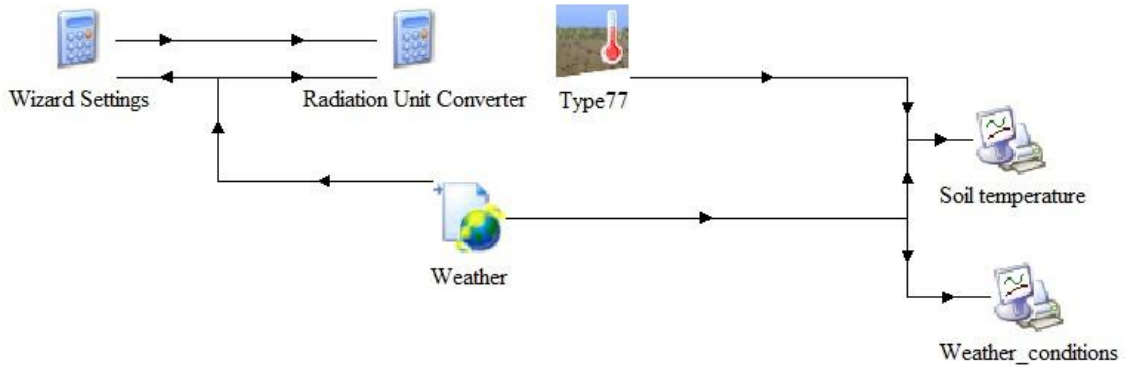 Wizard Settings
Radiation Unit Converter
Type77
Soil temperature
Weather
Weather_conditions